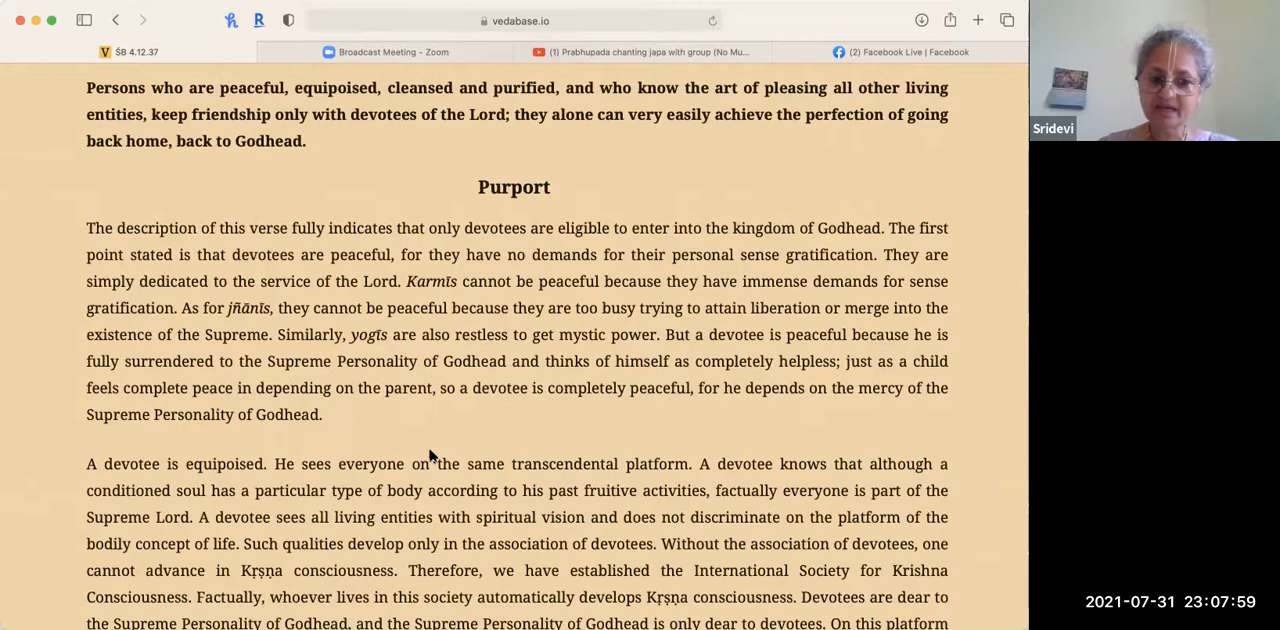 vedabase.io
ŚB 4.12.37
Broadcast Meeting - Zoom
(1) Prabhupada chanting japa with group (No Mu...
(2) Facebook Live | Facebook
Persons who are peaceful, equipoised, cleansed and purified, and who know the art of pleasing all other living
entities, keep friendship only with devotees of the Lord; they alone can very easily achieve the perfection of going
back home, back to Godhead.
Purport
The description of this verse fully indicates that only devotees are eligible to enter into the kingdom of Godhead. The first
point stated is that devotees are peaceful, for they have no demands for their personal sense gratification. They are
simply dedicated to the service of the Lord. Karmīs cannot be peaceful because they have immense demands for sense
gratification. As for jñānīs, they cannot be peaceful because they are too busy trying to attain liberation or merge into the
existence of the Supreme. Similarly, yogīs are also restless to get mystic power. But a devotee is peaceful because he is
fully surrendered to the Supreme Personality of Godhead and thinks of himself as completely helpless; just as a child
feels complete peace in depending on the parent, so a devotee is completely peaceful, for he depends on the mercy of the
Supreme Personality of Godhead.
A devotee is equipoised. He sees everyone on the same transcendental platform. A devotee knows that although a
conditioned soul has a particular type of body according to his past fruitive activities, factually everyone is part of the
Supreme Lord. A devotee sees all living entities with spiritual vision and does not discriminate on the platform of the
bodily concept of life. Such qualities develop only in the association of devotees. Without the association of devotees, one
cannot advance in Kṛṣṇa consciousness. Therefore, we have established the International Society for Krishna
Consciousness. Factually, whoever lives in this society automatically develops Kṛṣṇa consciousness. Devotees are dear to
the Supreme Personality of Godhead, and the Supreme Personality of Godhead is only dear to devotees. On this platform
Sridevi
2021-07-31 23:07:59